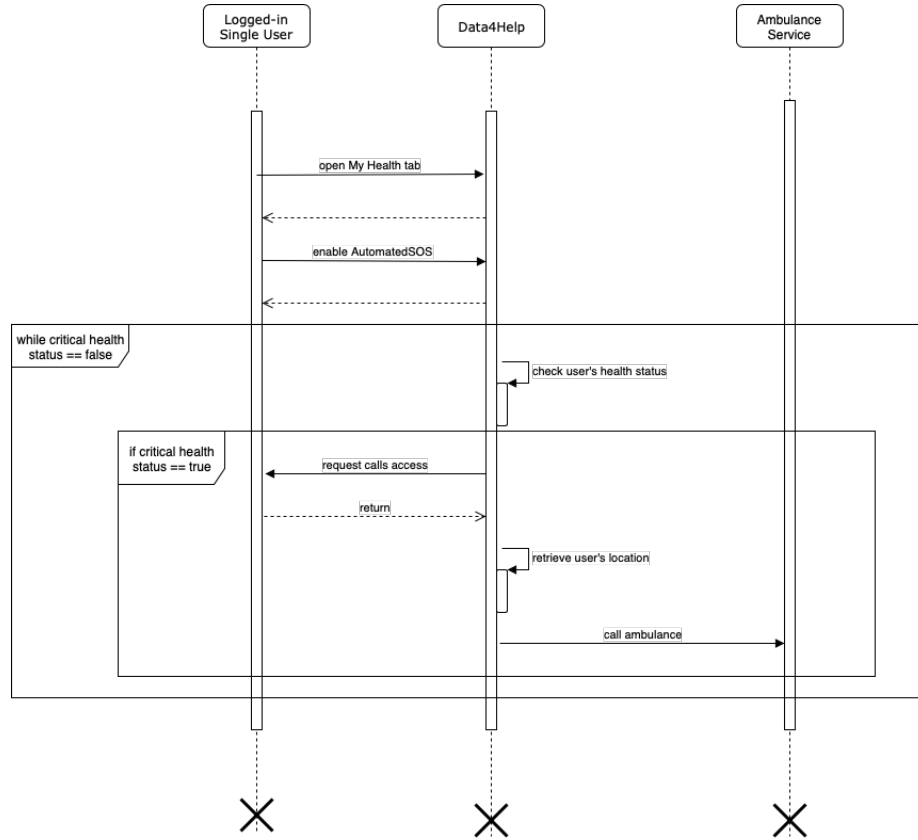 Logged-in
Single User
Data4Help
Ambulance
Service
open My Health tab
enable AutomatedSOS
while critical health
status == false
check user's health status
if critical health
status == true
request calls access
return
retrieve user's location
call ambulance